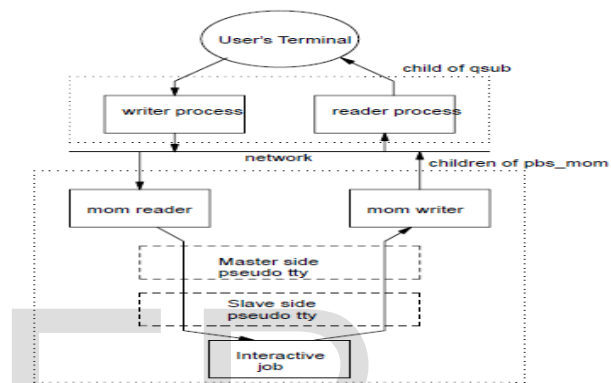 User's Terminal
child of qsub
writer process
reader process
network
children of pbs_mom
mom reader
mom writer
Master side
pseudo tty
Slave side
pseudo tty
Interactive
job